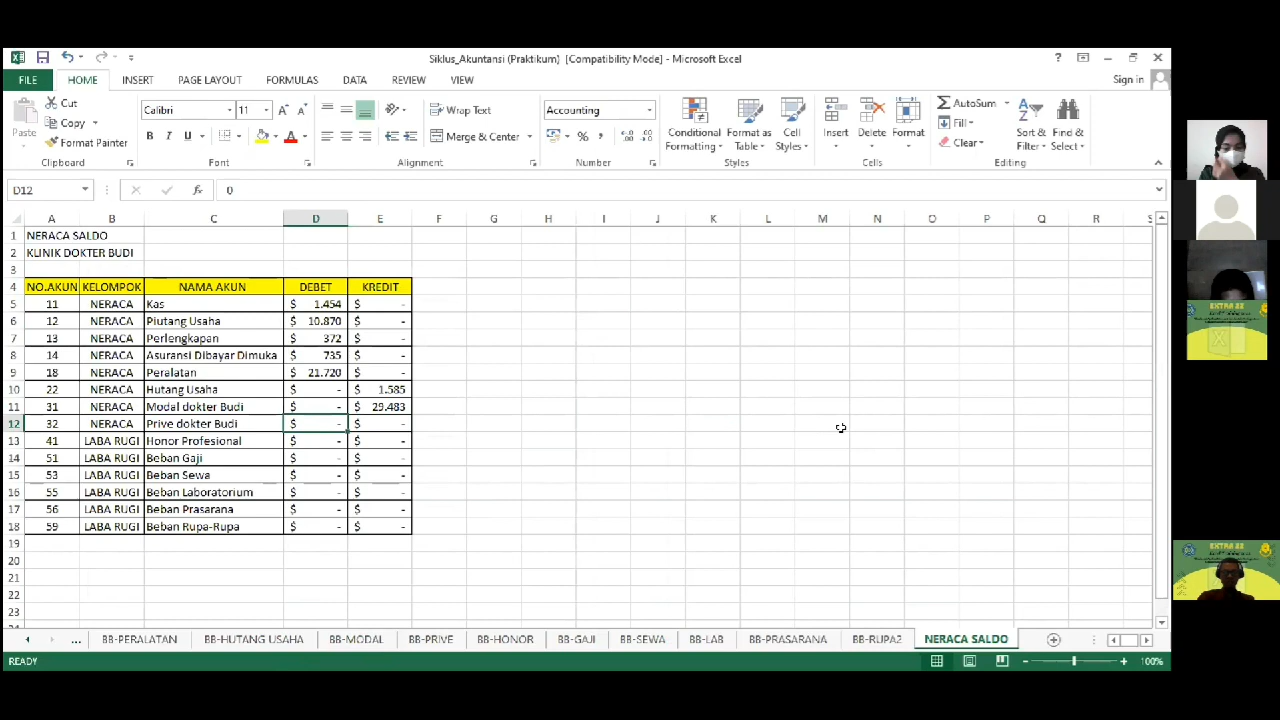 Siklus_Akuntansi (Praktikum) [Compatibility Mode] - Microsoft Excel
FILE HOME INSERT PAGE LAYOUT FORMULAS DATA REVIEW VIEW Sign in
Paste
Cut
Copy
Format Painter
Clipboard
Calibri 11
B I U
Font
Wrap Text
Merge & Center
Alignment
Accounting
Number
Conditional Formatting
Format as Table
Cell Styles
Styles
Insert Delete Format
Cells
AutoSum
Fill
Clear
Sort & Filter
Find & Select
Editing
D12 fx 0
A B C D E F G H I J K L M N O P Q R S
1 NERACA SALDO
2 KLINIK DOKTER BUDI
3
4 NO.AKUN KELOMPOK NAMA AKUN DEBET KREDIT
5 11 NERACA Kas $ 1.454 $ -
6 12 NERACA Piutang Usaha $ 10.870 $ -
7 13 NERACA Perlengkapan $ 372 $ -
8 14 NERACA Asuransi Dibayar Dimuka $ 735 $ -
9 18 NERACA Peralatan $ 21.720 $ -
10 22 NERACA Hutang Usaha $ - $ 1.585
11 31 NERACA Modal dokter Budi $ - $ 29.483
12 32 NERACA Prive dokter Budi $ - $ -
13 41 LABA RUGI Honor Profesional $ - $ -
14 51 LABA RUGI Beban Gaji $ - $ -
15 53 LABA RUGI Beban Sewa $ - $ -
16 55 LABA RUGI Beban Laboratorium $ - $ -
17 56 LABA RUGI Beban Prasarana $ - $ -
18 59 LABA RUGI Beban Rupa-Rupa $ - $ -
19
20
21
22
23
... BB-PERALATAN BB-HUTANG USAHA BB-MODAL BB-PRIVE BB-HONOR BB-GAJI BB-SEWA BB-LAB BB-PRASARANA BB-RUPA2 NERACA SALDO
READY 100%